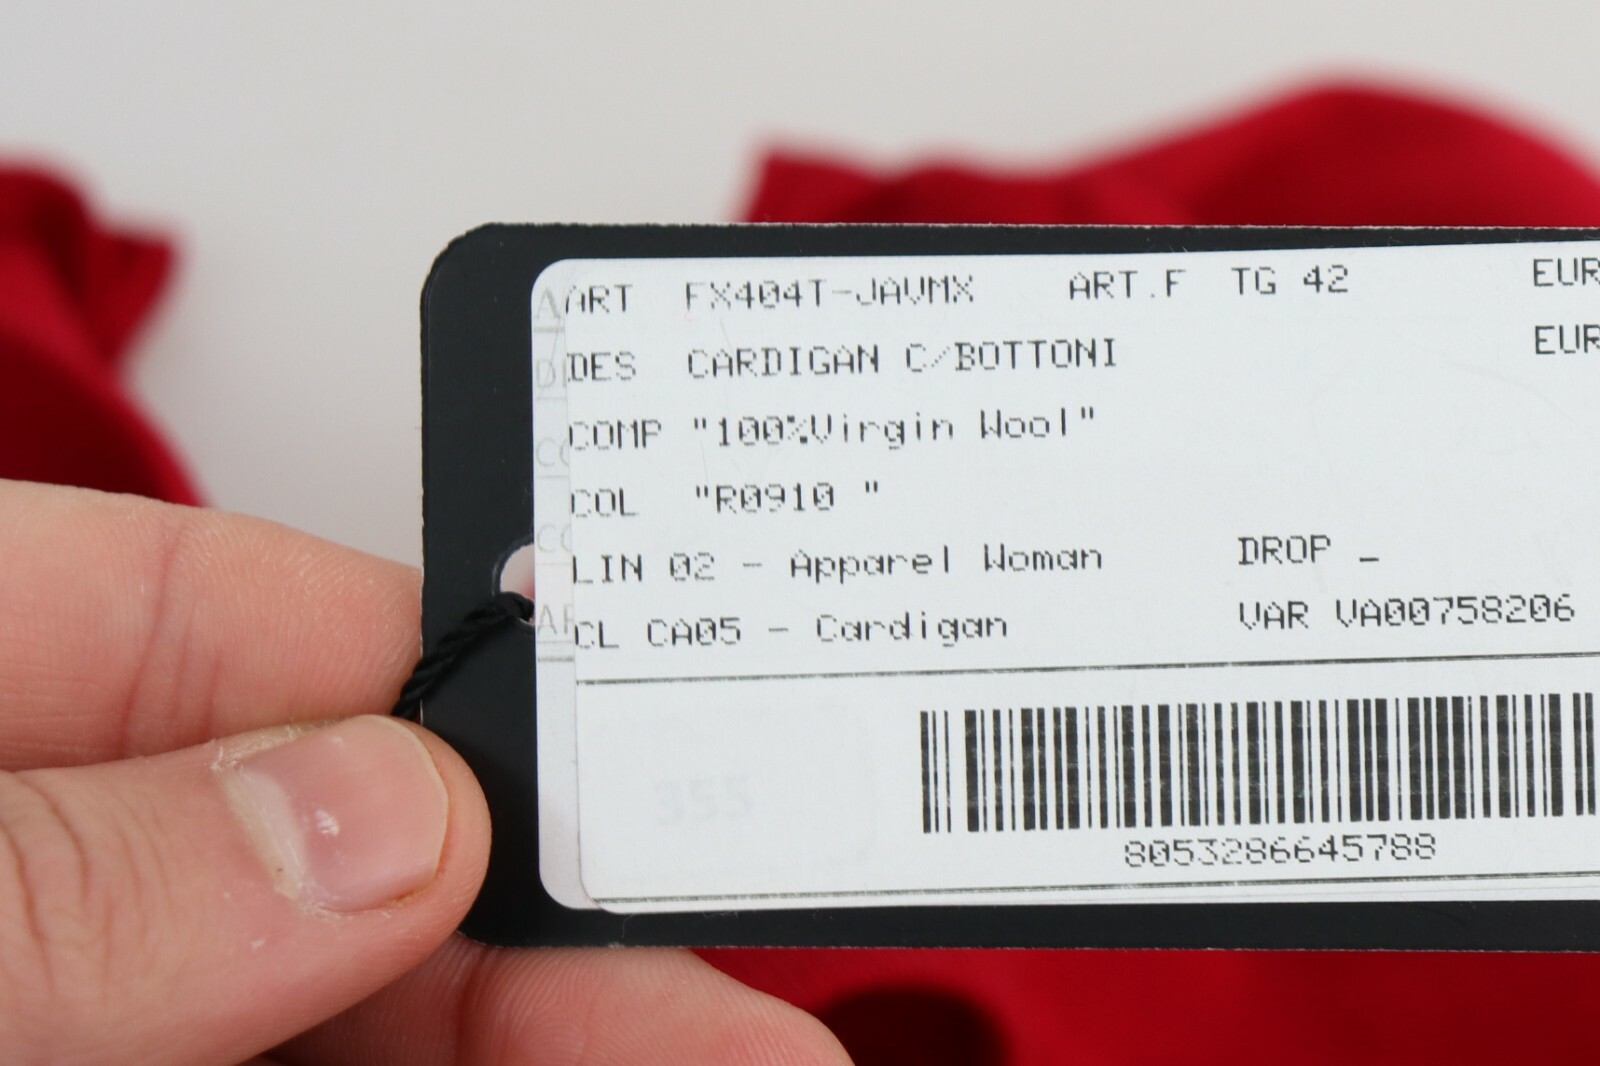 ART FX404T-JAVMX ART.F TG 42 EUR
DES CARDIGAN C/BOTTONI EUR
COMP "100%Virgin Wool"
COL "R0910 "
LIN 02 - Apparel Woman DROP _
CL CA05 - Cardigan VAR VA00758206
355
8053286645788